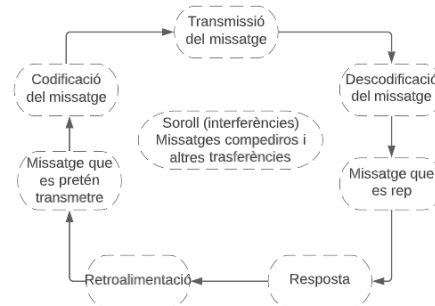 Transmissió
del missatge
Codificació
del missatge
Descodificació
del missatge
Soroll (interferències)
Missatges compediros i
altres trasferències
Missatge que
es pretén
transmetre
Missatge que
es rep
Retroalimentació
Resposta